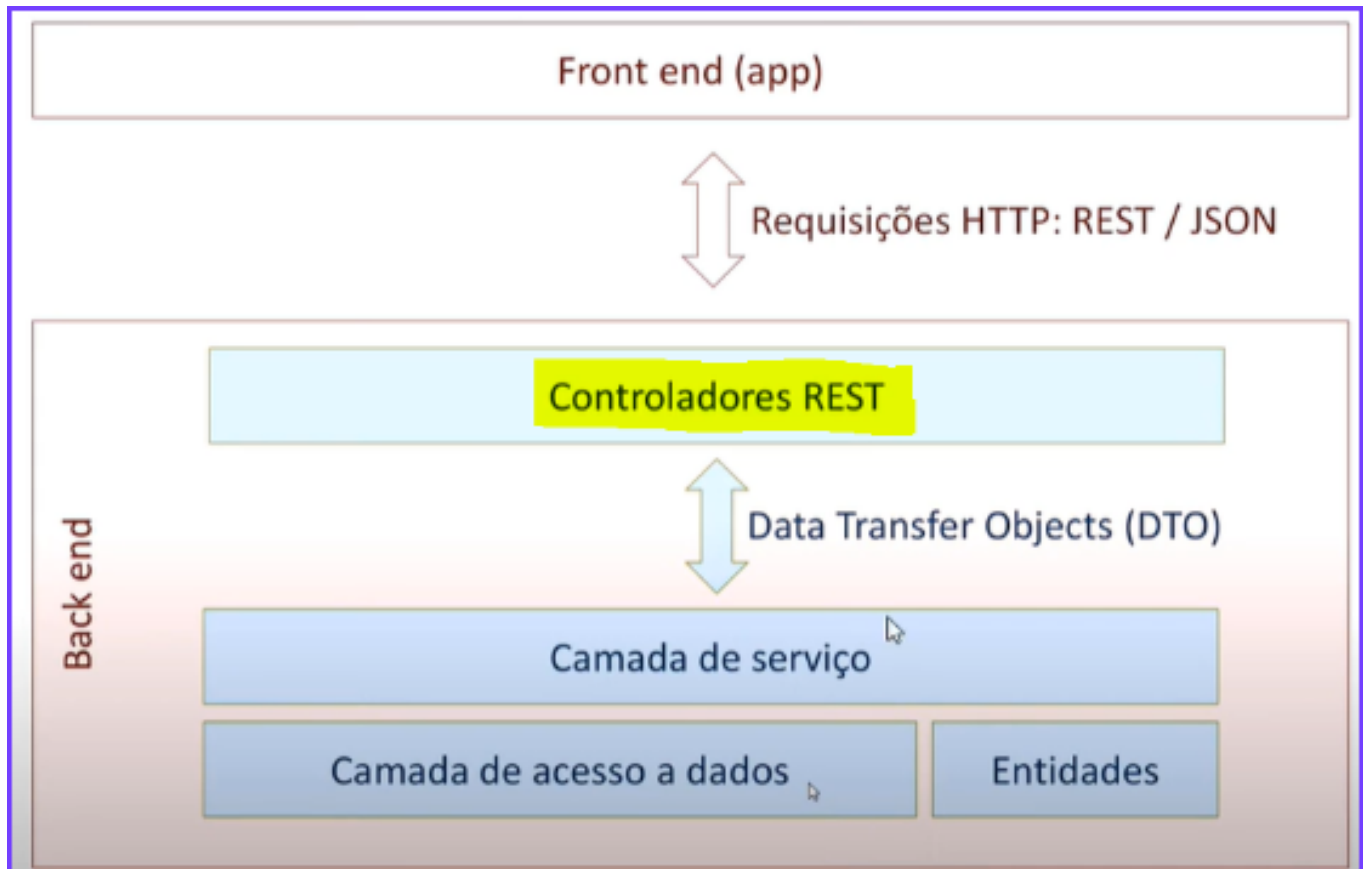 Front end (app)
Requisições HTTP: REST / JSON
Controladores REST
Data Transfer Objects (DTO)
Back end
Camada de serviço
Camada de acesso a dados
Entidades